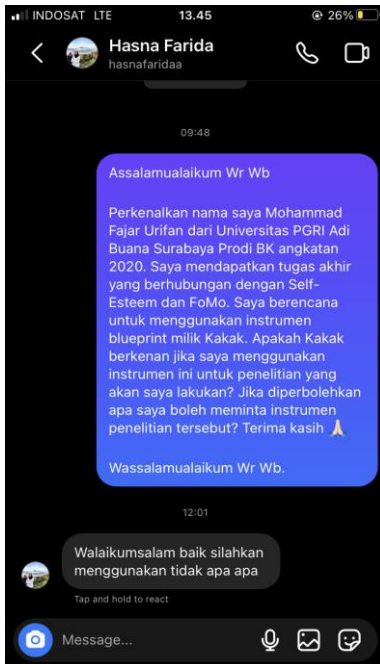 INDOSAT LTE 13.45 26%
Hasna Farida
hasnafaridaa
09:48
Assalamualaikum Wr Wb
Perkenalkan nama saya Mohammad
Fajar Urifan dari Universitas PGRI Adi
Buana Surabaya Prodi BK angkatan
2020. Saya mendapatkan tugas akhir
yang berhubungan dengan Self-
Esteem dan FoMo. Saya berencana
untuk menggunakan instrumen
blueprint milik Kakak. Apakah Kakak
berkenan jika saya menggunakan
instrumen ini untuk penelitian yang
akan saya lakukan? Jika diperbolehkan
apa saya boleh meminta instrumen
penelitian tersebut? Terima kasih 🙏🏻
Wassalamualaikum Wr Wb.
12:01
Walaikumsalam baik silahkan
menggunakan tidak apa apa
Tap and hold to react
Message...